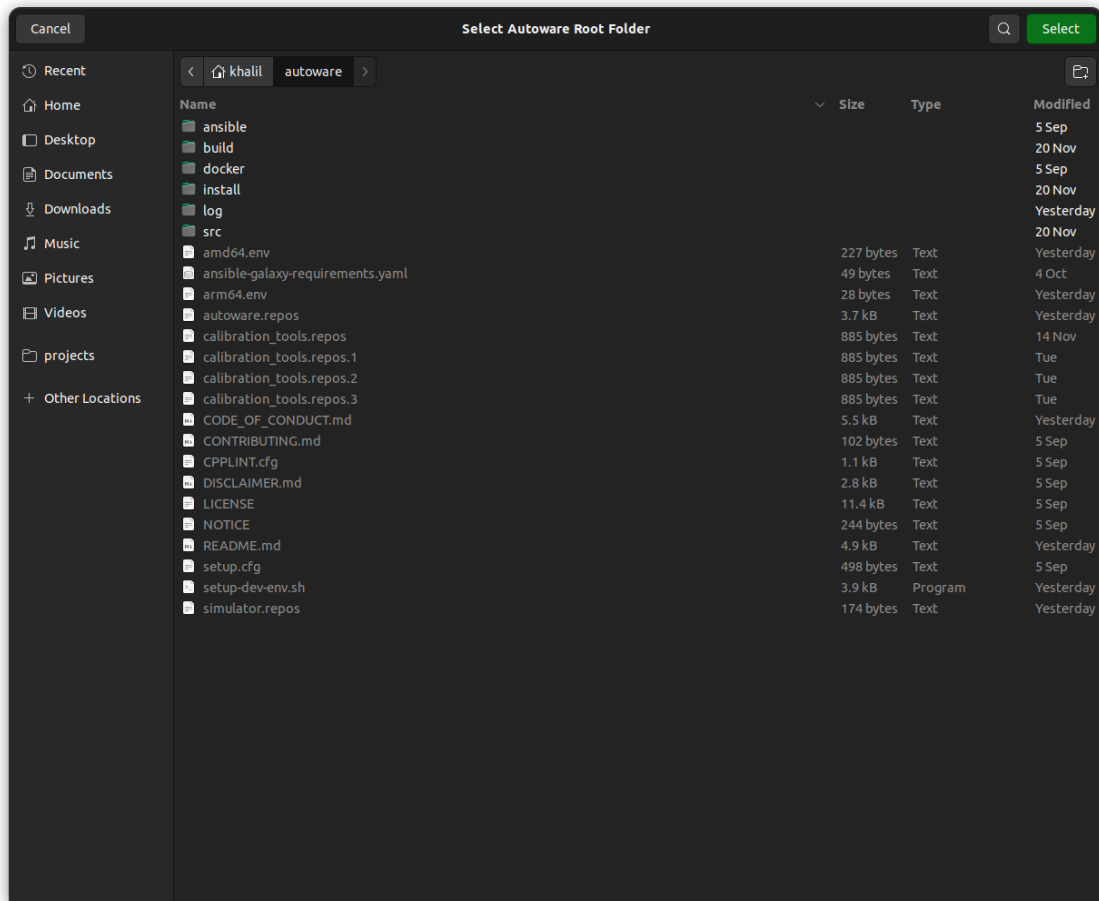 Cancel Select Autoware Root Folder Select
Recent
Home
Desktop
Documents
Downloads
Music
Pictures
Videos
projects
Other Locations
khalil autoware
Name Size Type Modified
ansible 5 Sep
build 20 Nov
docker 5 Sep
install 20 Nov
log Yesterday
src 20 Nov
amd64.env 227 bytes Text Yesterday
ansible-galaxy-requirements.yaml 49 bytes Text 4 Oct
arm64.env 28 bytes Text Yesterday
autoware.repos 3.7 kB Text Yesterday
calibration_tools.repos 885 bytes Text 14 Nov
calibration_tools.repos.1 885 bytes Text Tue
calibration_tools.repos.2 885 bytes Text Tue
calibration_tools.repos.3 885 bytes Text Tue
CODE_OF_CONDUCT.md 5.5 kB Text Yesterday
CONTRIBUTING.md 102 bytes Text 5 Sep
CPPLINT.cfg 1.1 kB Text 5 Sep
DISCLAIMER.md 2.8 kB Text 5 Sep
LICENSE 11.4 kB Text 5 Sep
NOTICE 244 bytes Text 5 Sep
README.md 4.9 kB Text Yesterday
setup.cfg 498 bytes Text 5 Sep
setup-dev-env.sh 3.9 kB Program Yesterday
simulator.repos 174 bytes Text Yesterday